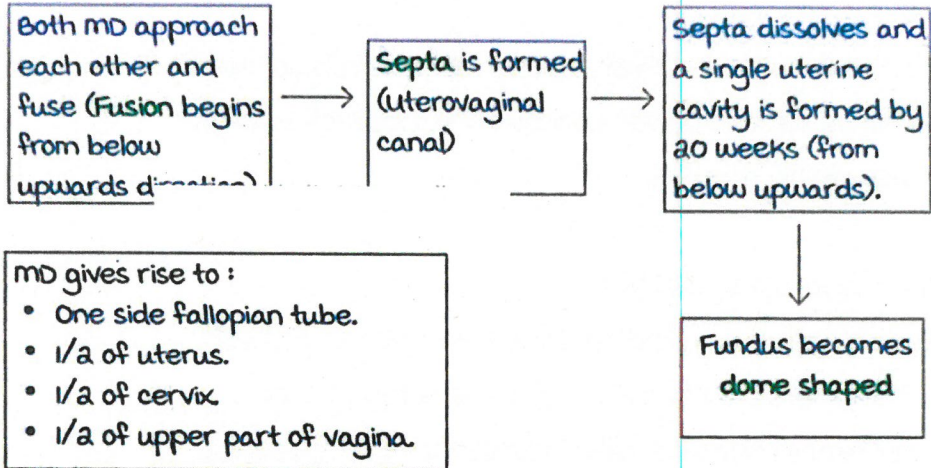 Both MD approach
each other and
fuse (Fusion begins
from below
upwards
Septa is formed
(uterovaginal
canal)
Septa dissolves and
a single uterine
cavity is formed by
20 weeks (from
below upwards).
Fundus becomes
dome shaped
MD gives rise to :
• One side fallopian tube.
• 1/2 of uterus.
• 1/2 of cervix
• 1/2 of upper part of vagina.